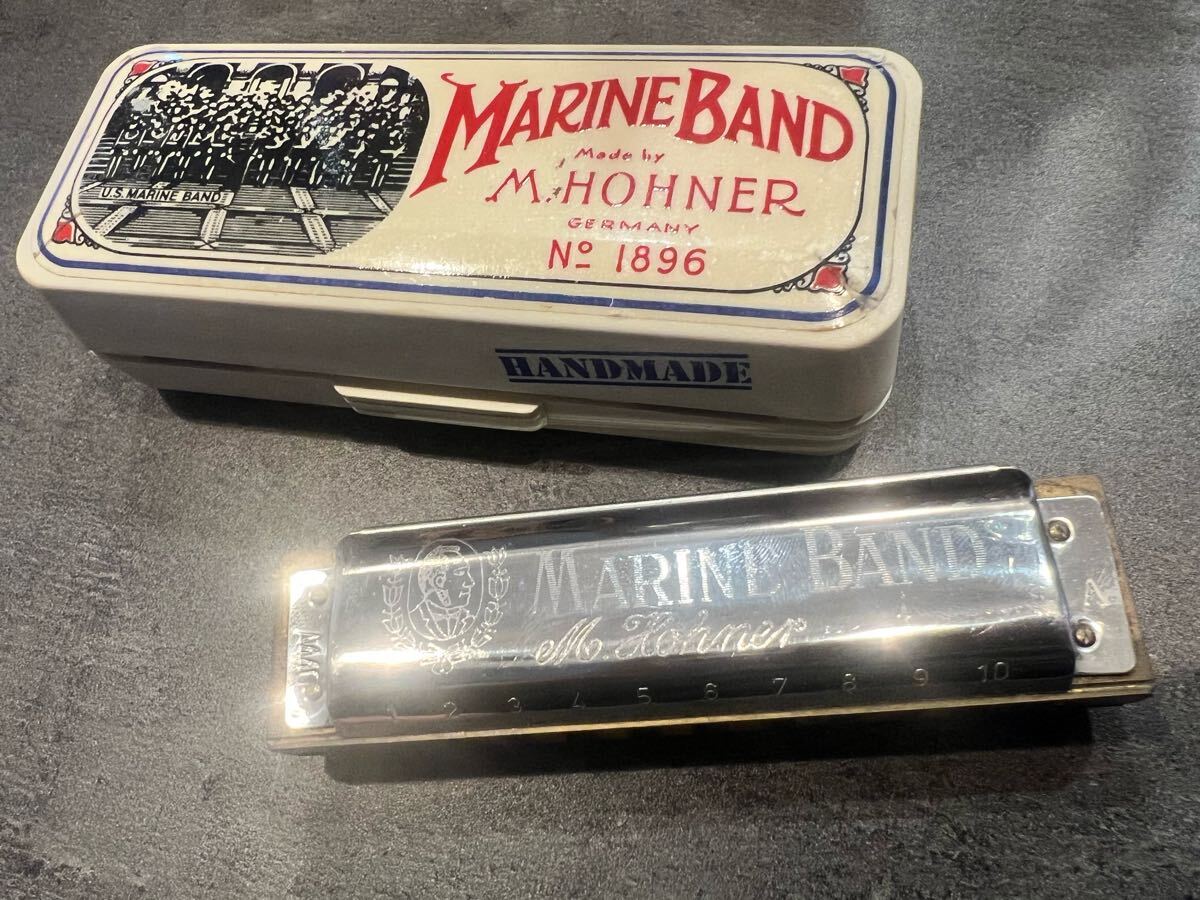 MARINE BAND
Made by
M. HOHNER
GERMANY
Nº 1896
U.S. MARINE BAND
HANDMADE
MARINE BAND
M. Hohner
1 2 3 4 5 6 7 8 9 10